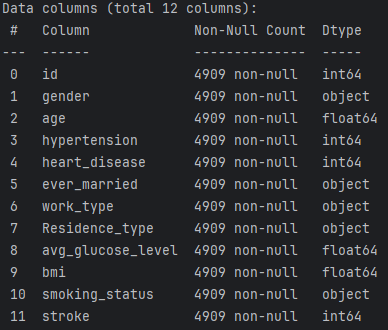 Data columns (total 12 columns):
 #   Column             Non-Null Count  Dtype
---  ------             --------------  -----
 0   id                 4909 non-null   int64
 1   gender             4909 non-null   object
 2   age                4909 non-null   float64
 3   hypertension       4909 non-null   int64
 4   heart_disease      4909 non-null   int64
 5   ever_married       4909 non-null   object
 6   work_type          4909 non-null   object
 7   Residence_type     4909 non-null   object
 8   avg_glucose_level  4909 non-null   float64
 9   bmi                4909 non-null   float64
 10  smoking_status     4909 non-null   object
 11  stroke             4909 non-null   int64